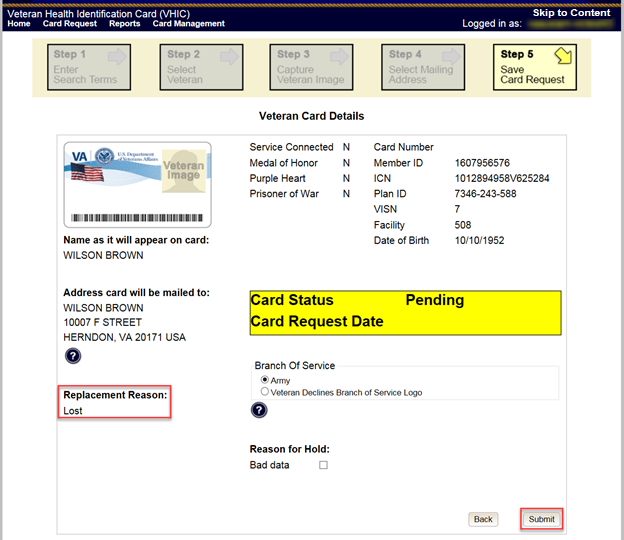 Veteran Health Identification Card (VHIC)
Skip to Content
Home Card Request Reports Card Management
Logged in as:
Step 1
Enter
Search Terms
Step 2
Select
Veteran
Step 3
Capture
Veteran Image
Step 4
Select Mailing
Address
Step 5
Save
Card Request
Veteran Card Details
VA
U.S. Department
of Veterans Affairs
Veteran
Image
Name as it will appear on card:
WILSON BROWN
Address card will be mailed to:
WILSON BROWN
10007 F STREET
HERNDON, VA 20171 USA
?
Replacement Reason:
Lost
Service Connected N
Medal of Honor N
Purple Heart N
Prisoner of War N
Card Number
Member ID 1607956576
ICN 1012894958V625284
Plan ID 7346-243-588
VISN 7
Facility 508
Date of Birth 10/10/1952
Card Status Pending
Card Request Date
Branch Of Service
Army
Veteran Declines Branch of Service Logo
?
Reason for Hold:
Bad data
Back Submit